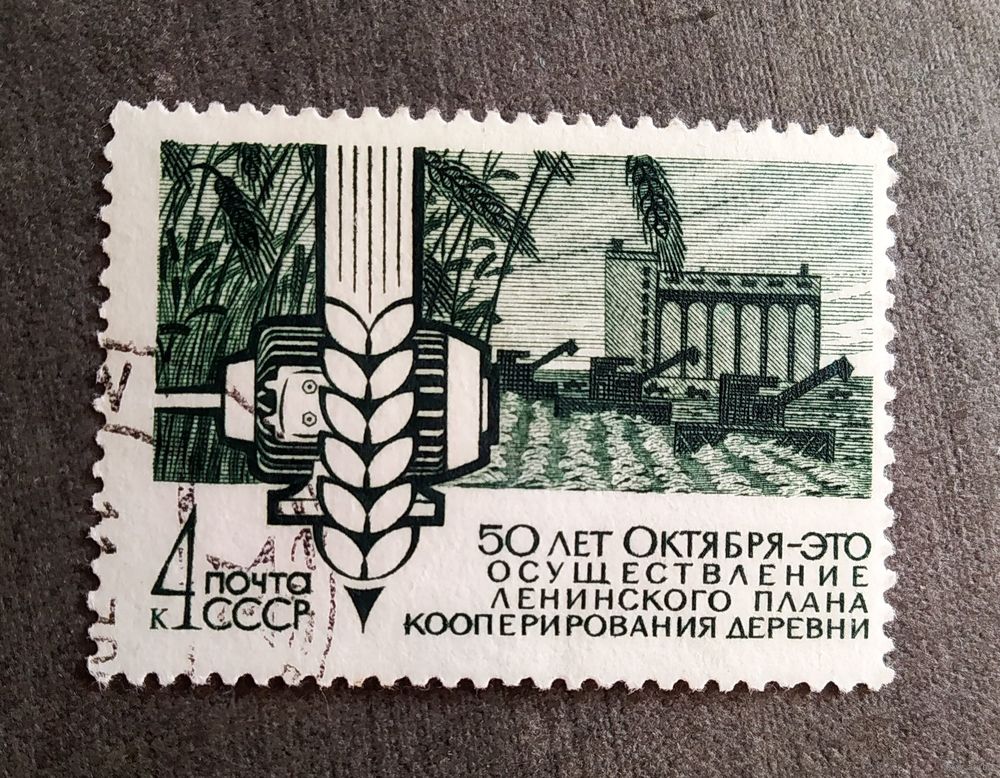 50 ЛЕТ ОКТЯБРЯ-ЭТО
ОСУЩЕСТВЛЕНИЕ
ЛЕНИНСКОГО ПЛАНА
КООПЕРИРОВАНИЯ ДЕРЕВНИ
4 к
ПОЧТА
СССР